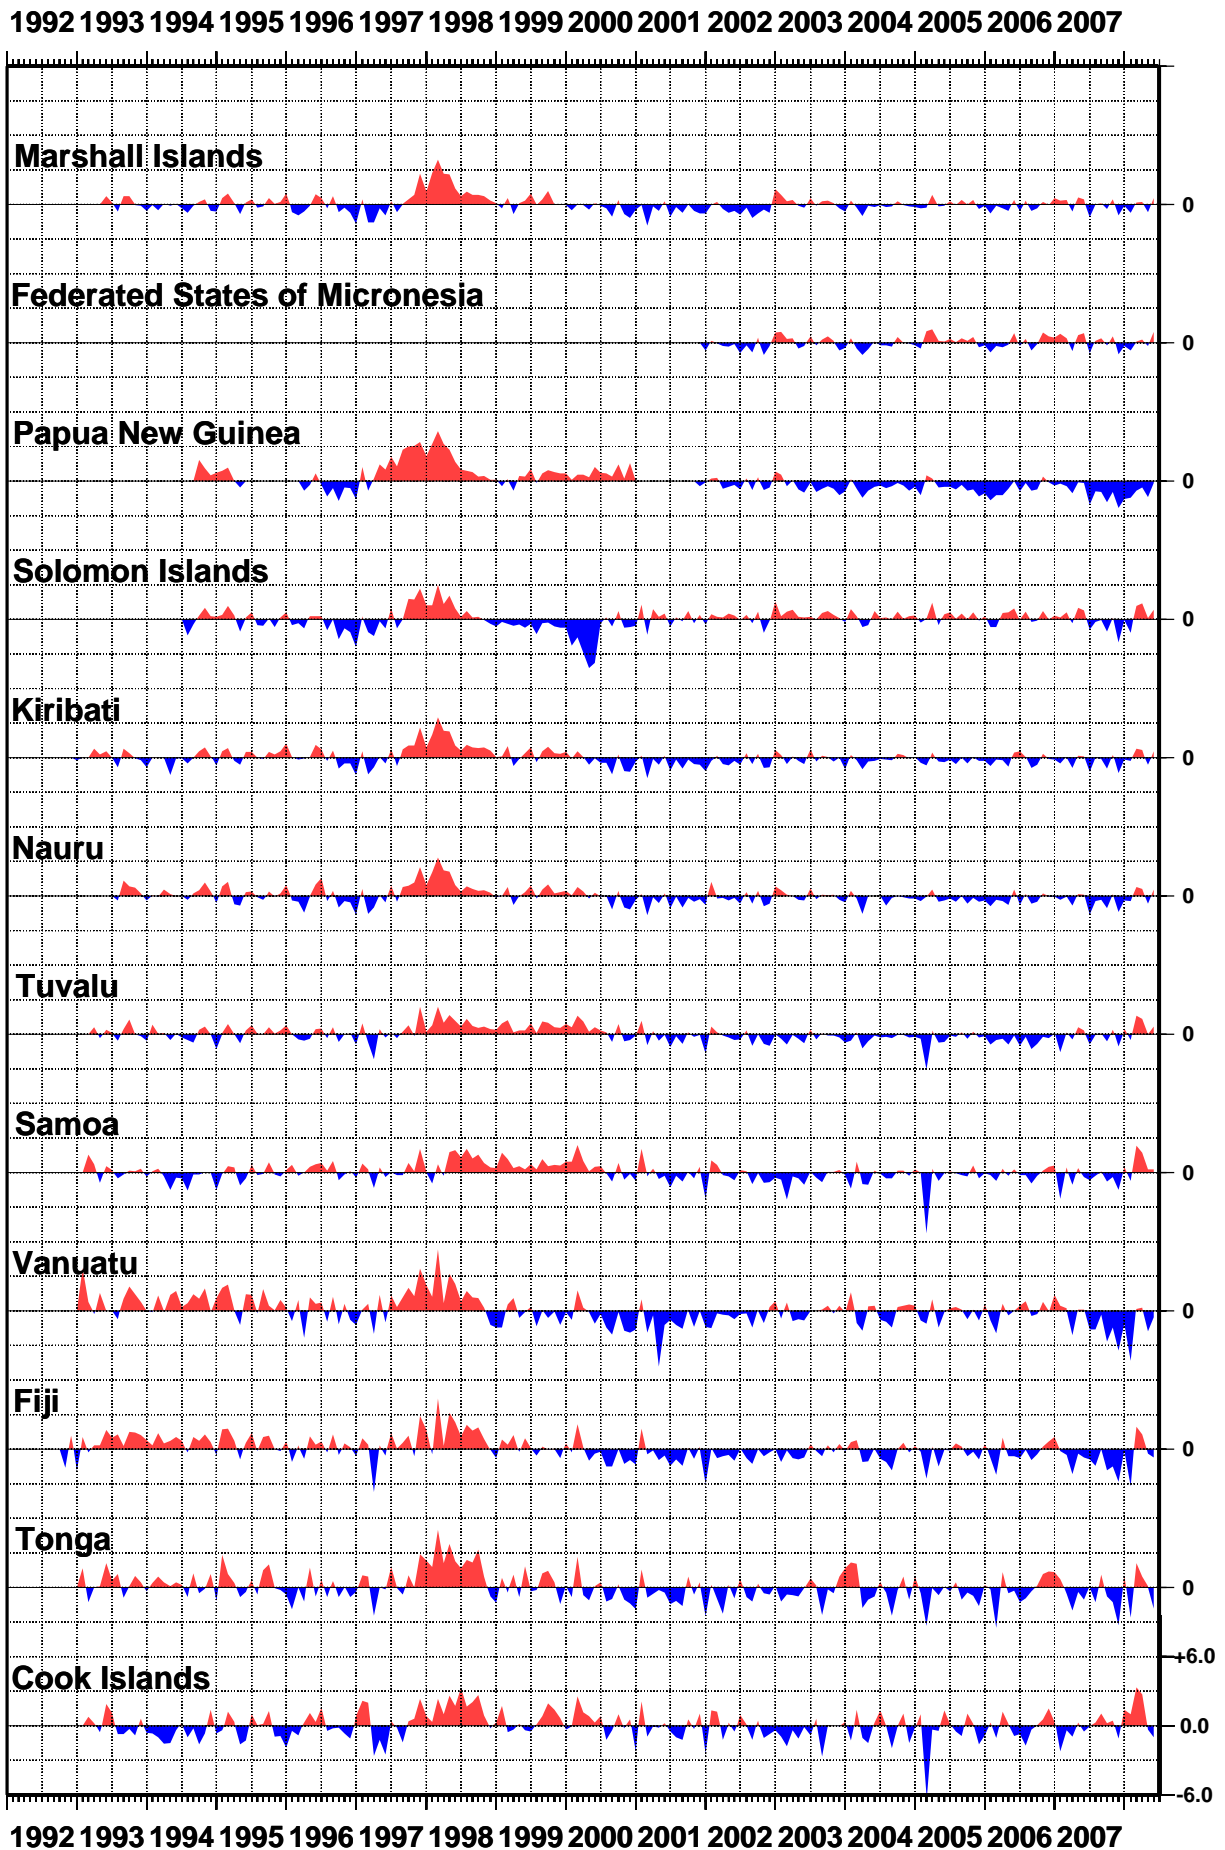 1992 1993 1994 1995 1996 1997 1998 1999 2000 2001 2002 2003 2004 2005 2006 2007
Marshall Islands
0
Federated States of Micronesia
0
Papua New Guinea
0
Solomon Islands
0
Kiribati
0
Nauru
0
Tuvalu
0
Samoa
0
Vanuatu
0
Fiji
0
Tonga
0
+6.0
Cook Islands
0.0
-6.0
1992 1993 1994 1995 1996 1997 1998 1999 2000 2001 2002 2003 2004 2005 2006 2007